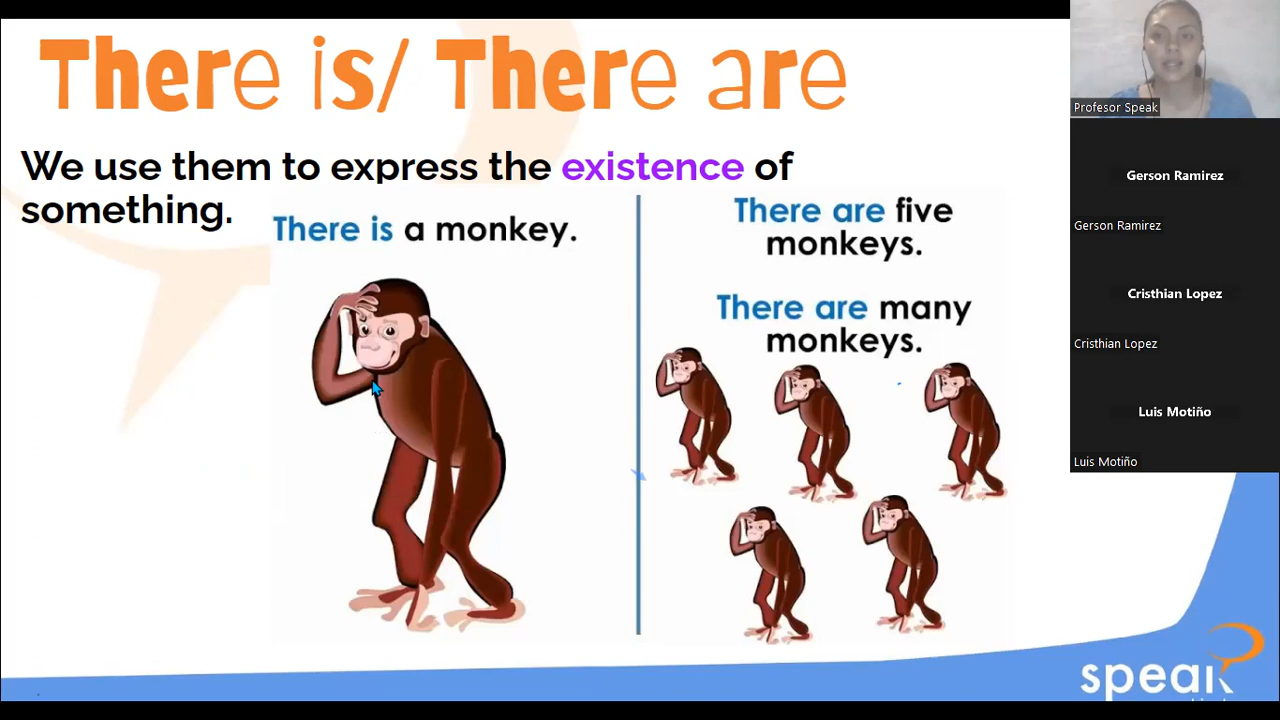 There is/ There are
We use them to express the existence of
something.
There is a monkey.
There are five
monkeys.
There are many
monkeys.
Profesor Speak
Gerson Ramirez
Gerson Ramirez
Cristhian Lopez
Cristhian Lopez
Luis Motiño
Luis Motiño
speak